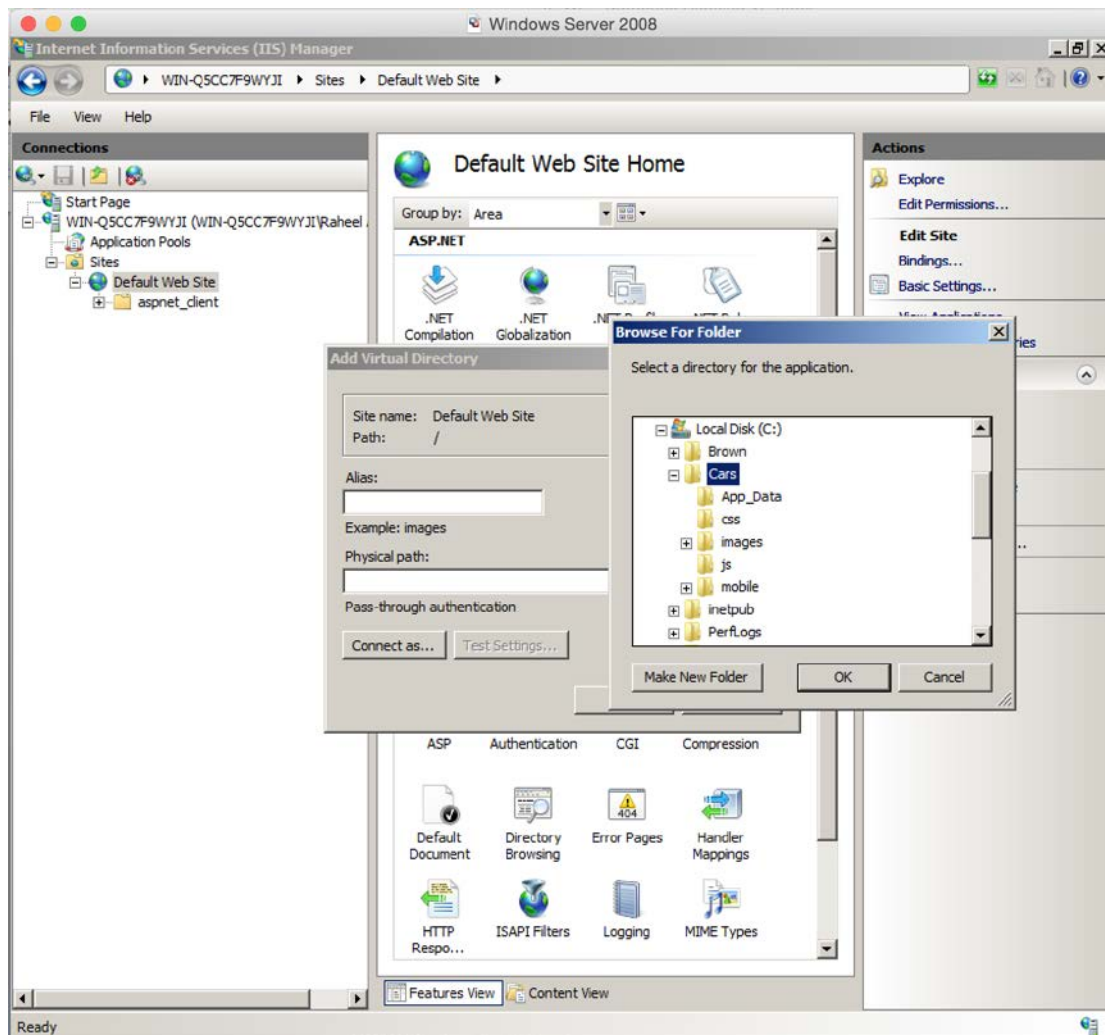 Windows Server 2008
Internet Information Services (IIS) Manager
WIN-Q5CC7F9WYJI Sites Default Web Site
File View Help
Connections
Start Page
WIN-Q5CC7F9WYJI (WIN-Q5CC7F9WYJI\Raheel
Application Pools
Sites
Default Web Site
aspnet_client
Default Web Site Home
Group by: Area
ASP.NET
.NET Compilation
.NET Globalization
Add Virtual Directory
Site name: Default Web Site
Path: /
Alias:
Example: images
Physical path:
Pass-through authentication
Connect as... Test Settings...
Browse For Folder
Select a directory for the application.
Local Disk (C:)
Brown
Cars
App_Data
css
images
js
mobile
inetpub
PerfLogs
Make New Folder OK Cancel
ASP Authentication CGI Compression
404
Default Document
Directory Browsing
Error Pages
Handler Mappings
HTTP Respo...
ISAPI Filters
Logging
MIME Types
Features View Content View
Actions
Explore
Edit Permissions...
Edit Site
Bindings...
Basic Settings...
ries
Ready